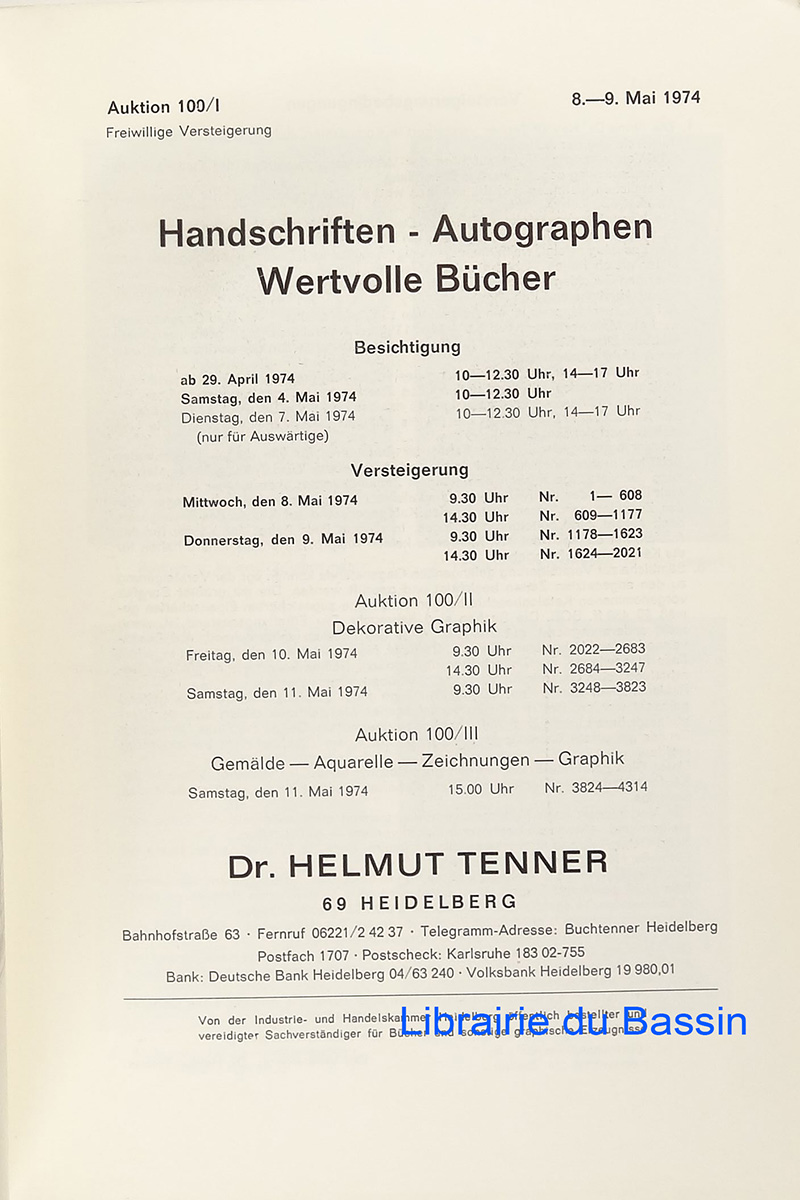 Auktion 100/I
8.—9. Mai 1974
Freiwillige Versteigerung
Handschriften - Autographen
Wertvolle Bücher
Besichtigung
ab 29. April 1974 10—12.30 Uhr, 14—17 Uhr
Samstag, den 4. Mai 1974 10—12.30 Uhr
Dienstag, den 7. Mai 1974 10—12.30 Uhr, 14—17 Uhr
(nur für Auswärtige)
Versteigerung
Mittwoch, den 8. Mai 1974 9.30 Uhr Nr. 1— 608
14.30 Uhr Nr. 609—1177
Donnerstag, den 9. Mai 1974 9.30 Uhr Nr. 1178—1623
14.30 Uhr Nr. 1624—2021
Auktion 100/II
Dekorative Graphik
Freitag, den 10. Mai 1974 9.30 Uhr Nr. 2022—2683
14.30 Uhr Nr. 2684—3247
Samstag, den 11. Mai 1974 9.30 Uhr Nr. 3248—3823
Auktion 100/III
Gemälde — Aquarelle — Zeichnungen — Graphik
Samstag, den 11. Mai 1974 15.00 Uhr Nr. 3824—4314
Dr. HELMUT TENNER
69 HEIDELBERG
Bahnhofstraße 63 · Fernruf 06221/2 42 37 · Telegramm-Adresse: Buchtenner Heidelberg
Postfach 1707 · Postscheck: Karlsruhe 183 02-755
Bank: Deutsche Bank Heidelberg 04/63 240 · Volksbank Heidelberg 19 980,01
Von der Industrie- und Handelskammer Heidelberg öffentlich bestellter und
vereidigter Sachverständiger für Bücher und sonstige graphische Erzeugnisse
Librairie du Bassin